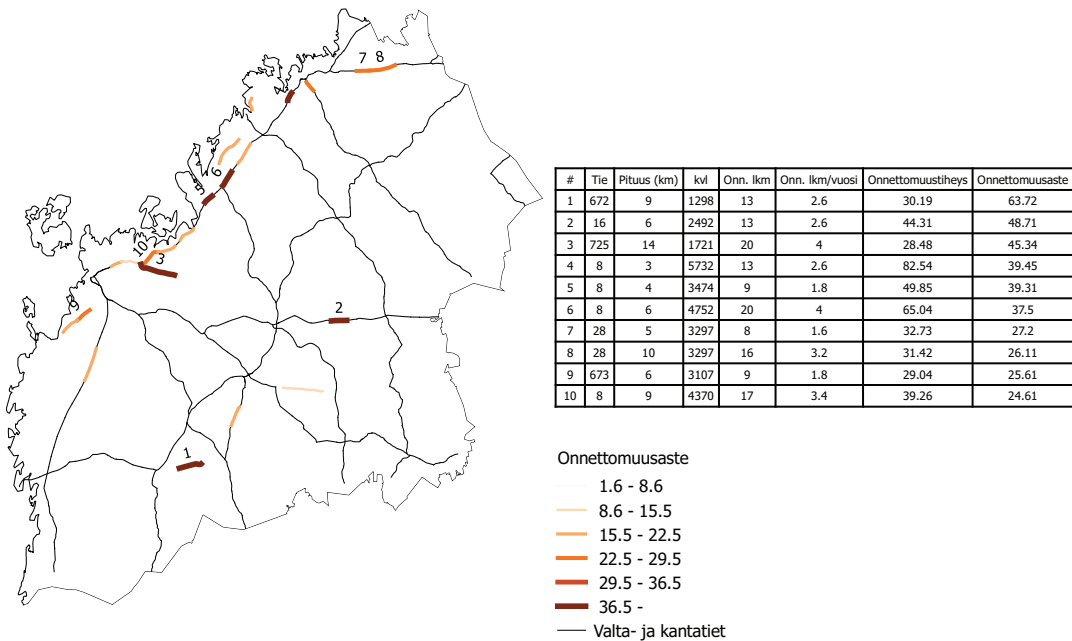 7 8
6
5
10
3
9
2
1
# Tie Pituus (km) kvl Onn. lkm Onn. lkm/vuosi Onnettomuustiheys Onnettomuusaste
1 672 9 1298 13 2.6 30.19 63.72
2 16 6 2492 13 2.6 44.31 48.71
3 725 14 1721 20 4 28.48 45.34
4 8 3 5732 13 2.6 82.54 39.45
5 8 4 3474 9 1.8 49.85 39.31
6 8 6 4752 20 4 65.04 37.5
7 28 5 3297 8 1.6 32.73 27.2
8 28 10 3297 16 3.2 31.42 26.11
9 673 6 3107 9 1.8 29.04 25.61
10 8 9 4370 17 3.4 39.26 24.61
Onnettomuusaste
1.6 - 8.6
8.6 - 15.5
15.5 - 22.5
22.5 - 29.5
29.5 - 36.5
36.5 -
Valta- ja kantatiet